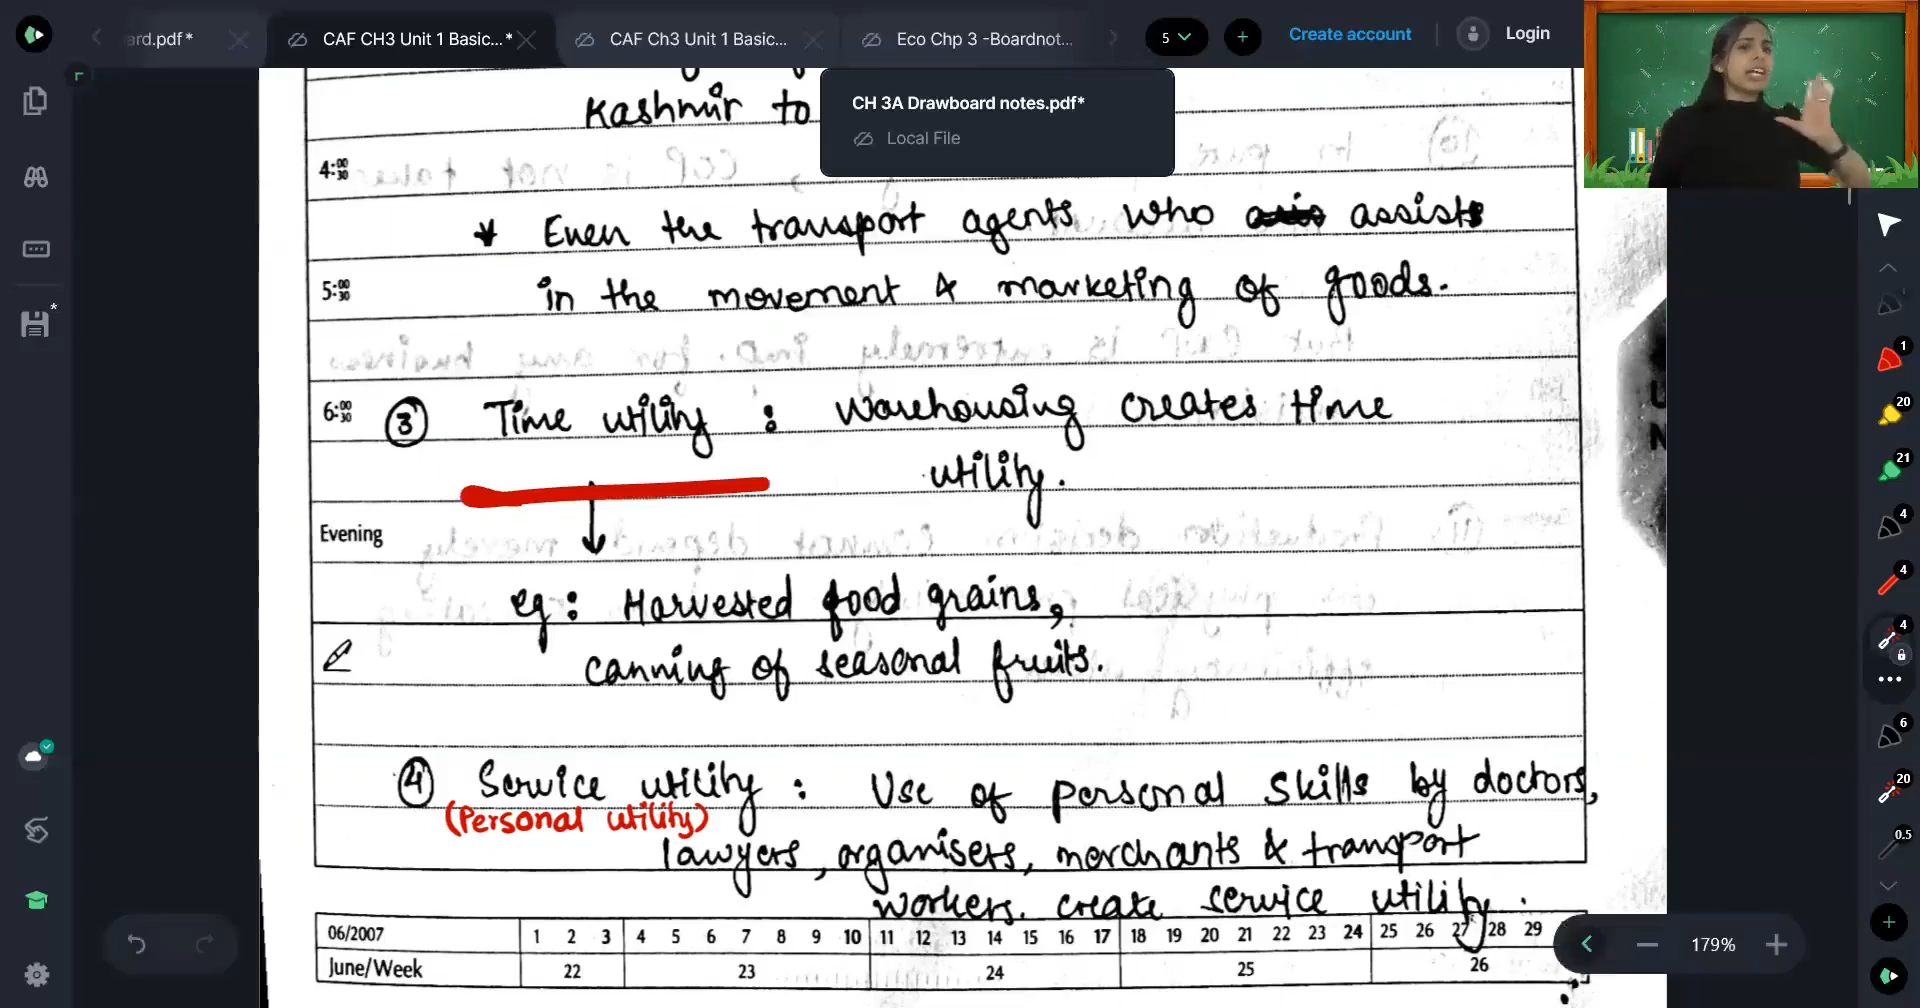 ard.pdf *
CAF CH3 Unit 1 Basic...*
CAF Ch3 Unit 1 Basic...
Eco Chp 3 -Boardnot...
5
Create account
Login
CH 3A Drawboard notes.pdf*
Local File
Kashmir to
4:00
30
* Even the transport agents who assists
5:00
30
in the movement & marketing of goods.
6:00
30
③ Time utility : Warehousing creates time
utility.
Evening
eg: Harvested food grains,
canning of seasonal fruits.
④ Service utility : Use of personal skills by doctors,
(Personal utility)
lawyers, organisers, merchants & transport
workers. create service utility.
06/2007 1 2 3 4 5 6 7 8 9 10 11 12 13 14 15 16 17 18 19 20 21 22 23 24 25 26 27 28 29
June/Week 22 23 24 25 26
179%
1
20
21
4
4
4
6
20
0.5